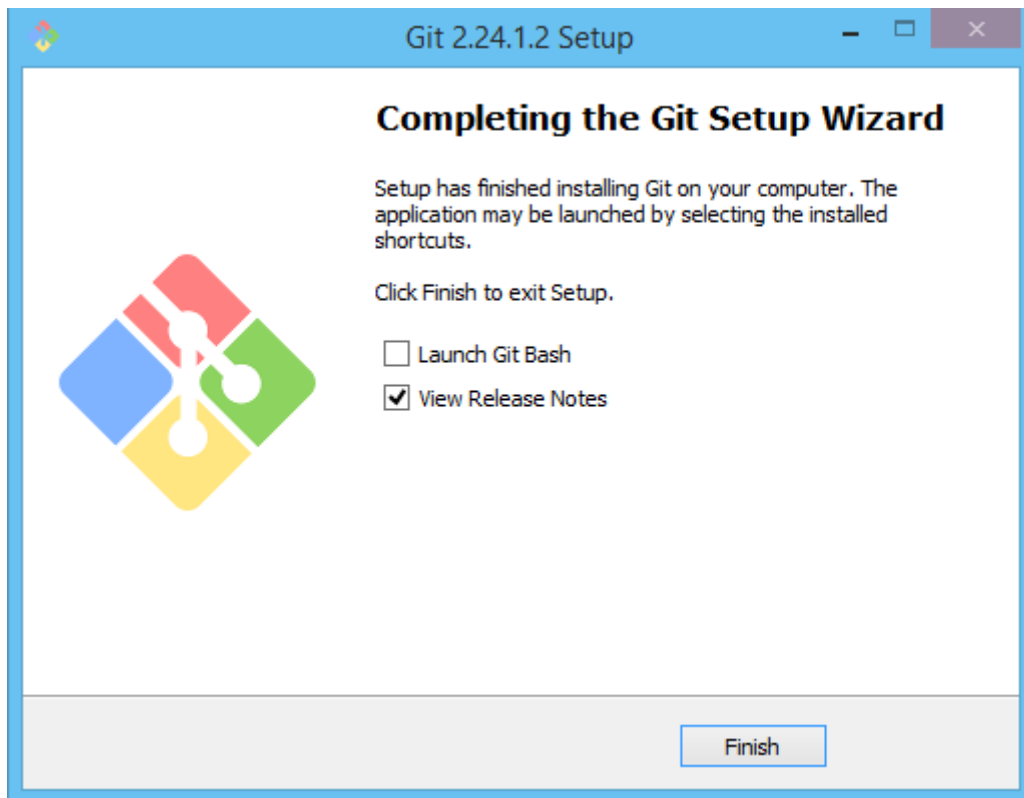 Git 2.24.1.2 Setup
Completing the Git Setup Wizard
Setup has finished installing Git on your computer. The
application may be launched by selecting the installed
shortcuts.
Click Finish to exit Setup.
Launch Git Bash
View Release Notes
Finish